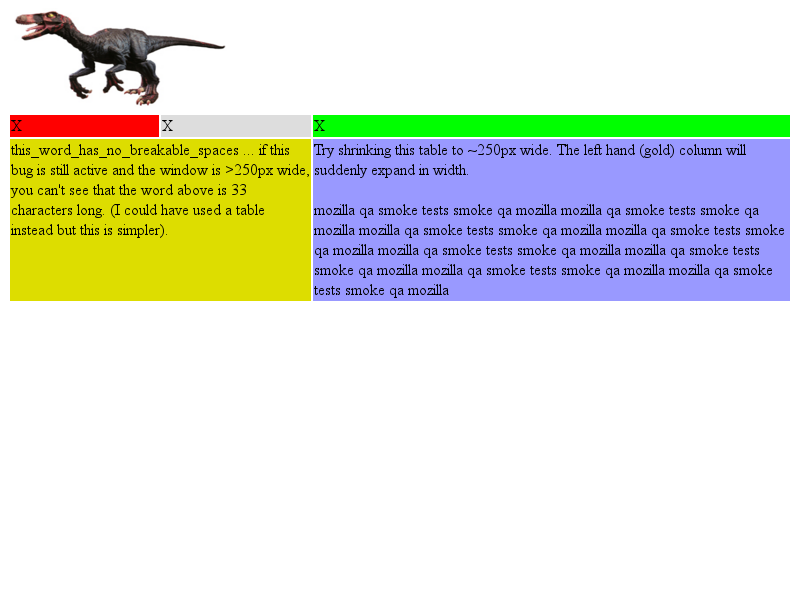 X
X
X
this_word_has_no_breakable_spaces ... if this
bug is still active and the window is >250px wide,
you can't see that the word above is 33
characters long. (I could have used a table
instead but this is simpler).
Try shrinking this table to ~250px wide. The left hand (gold) column will
suddenly expand in width.
mozilla qa smoke tests smoke qa mozilla mozilla qa smoke tests smoke qa
mozilla mozilla qa smoke tests smoke qa mozilla mozilla qa smoke tests smoke
qa mozilla mozilla qa smoke tests smoke qa mozilla mozilla qa smoke tests
smoke qa mozilla mozilla qa smoke tests smoke qa mozilla mozilla qa smoke
tests smoke qa mozilla